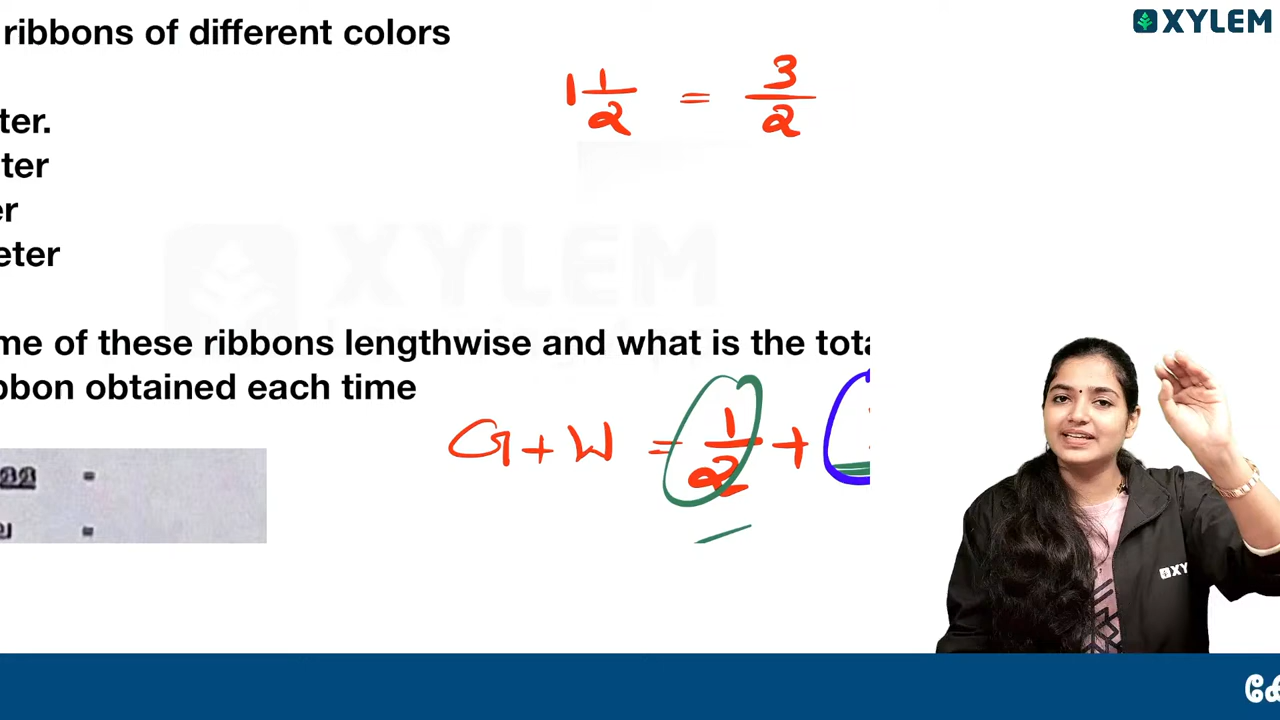 XYLEM
ribbons of different colors
1 1/2 = 3/2
ter.
ter
er
eter
XYLEM
me of these ribbons lengthwise and what is the tota
bbon obtained each time
G + W = 1/2 +
=
=
XY